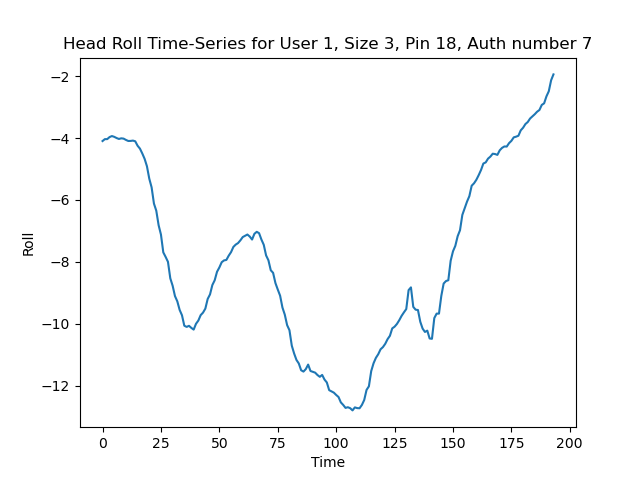 Head Roll Time-Series for User 1, Size 3, Pin 18, Auth number 7
−2
−4
−6
−8
−10
−12
Roll
0 25 50 75 100 125 150 175 200
Time